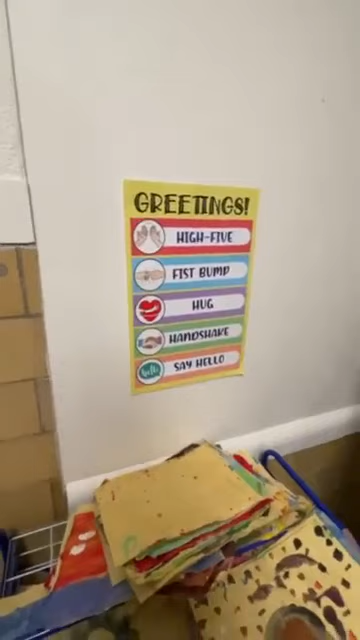 GREETINGS!
HIGH-FIVE
FIST BUMP
HUG
HANDSHAKE
hello SAY HELLO